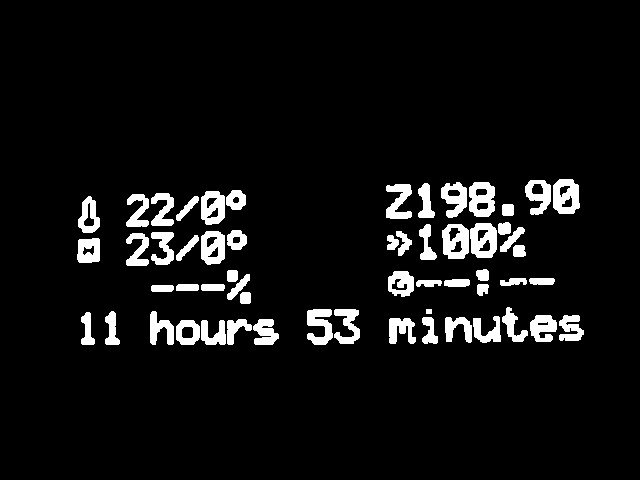 22/0° Z198.90
23/0° »100%
---% --:--
11 hours 53 minutes